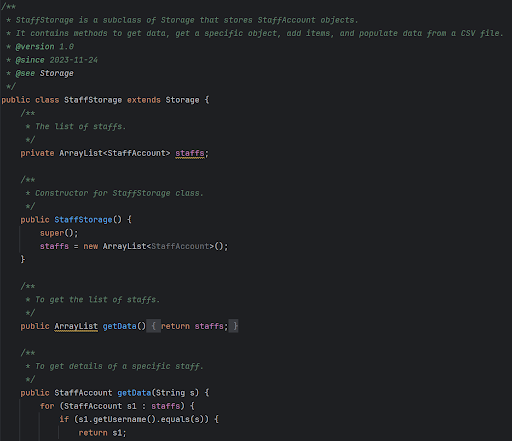 /**
 * StaffStorage is a subclass of Storage that stores StaffAccount objects.
 * It contains methods to get data, get a specific object, add items, and populate data from a CSV file.
 * @version 1.0
 * @since 2023-11-24
 * @see Storage
 */
public class StaffStorage extends Storage {
    /**
     * The list of staffs.
     */
    private ArrayList<StaffAccount> staffs;

    /**
     * Constructor for StaffStorage class.
     */
    public StaffStorage() {
        super();
        staffs = new ArrayList<StaffAccount>();
    }

    /**
     * To get the list of staffs.
     */
    public ArrayList getData() { return staffs; }

    /**
     * To get details of a specific staff.
     */
    public StaffAccount getData(String s) {
        for (StaffAccount s1 : staffs) {
            if (s1.getUsername().equals(s)) {
                return s1;